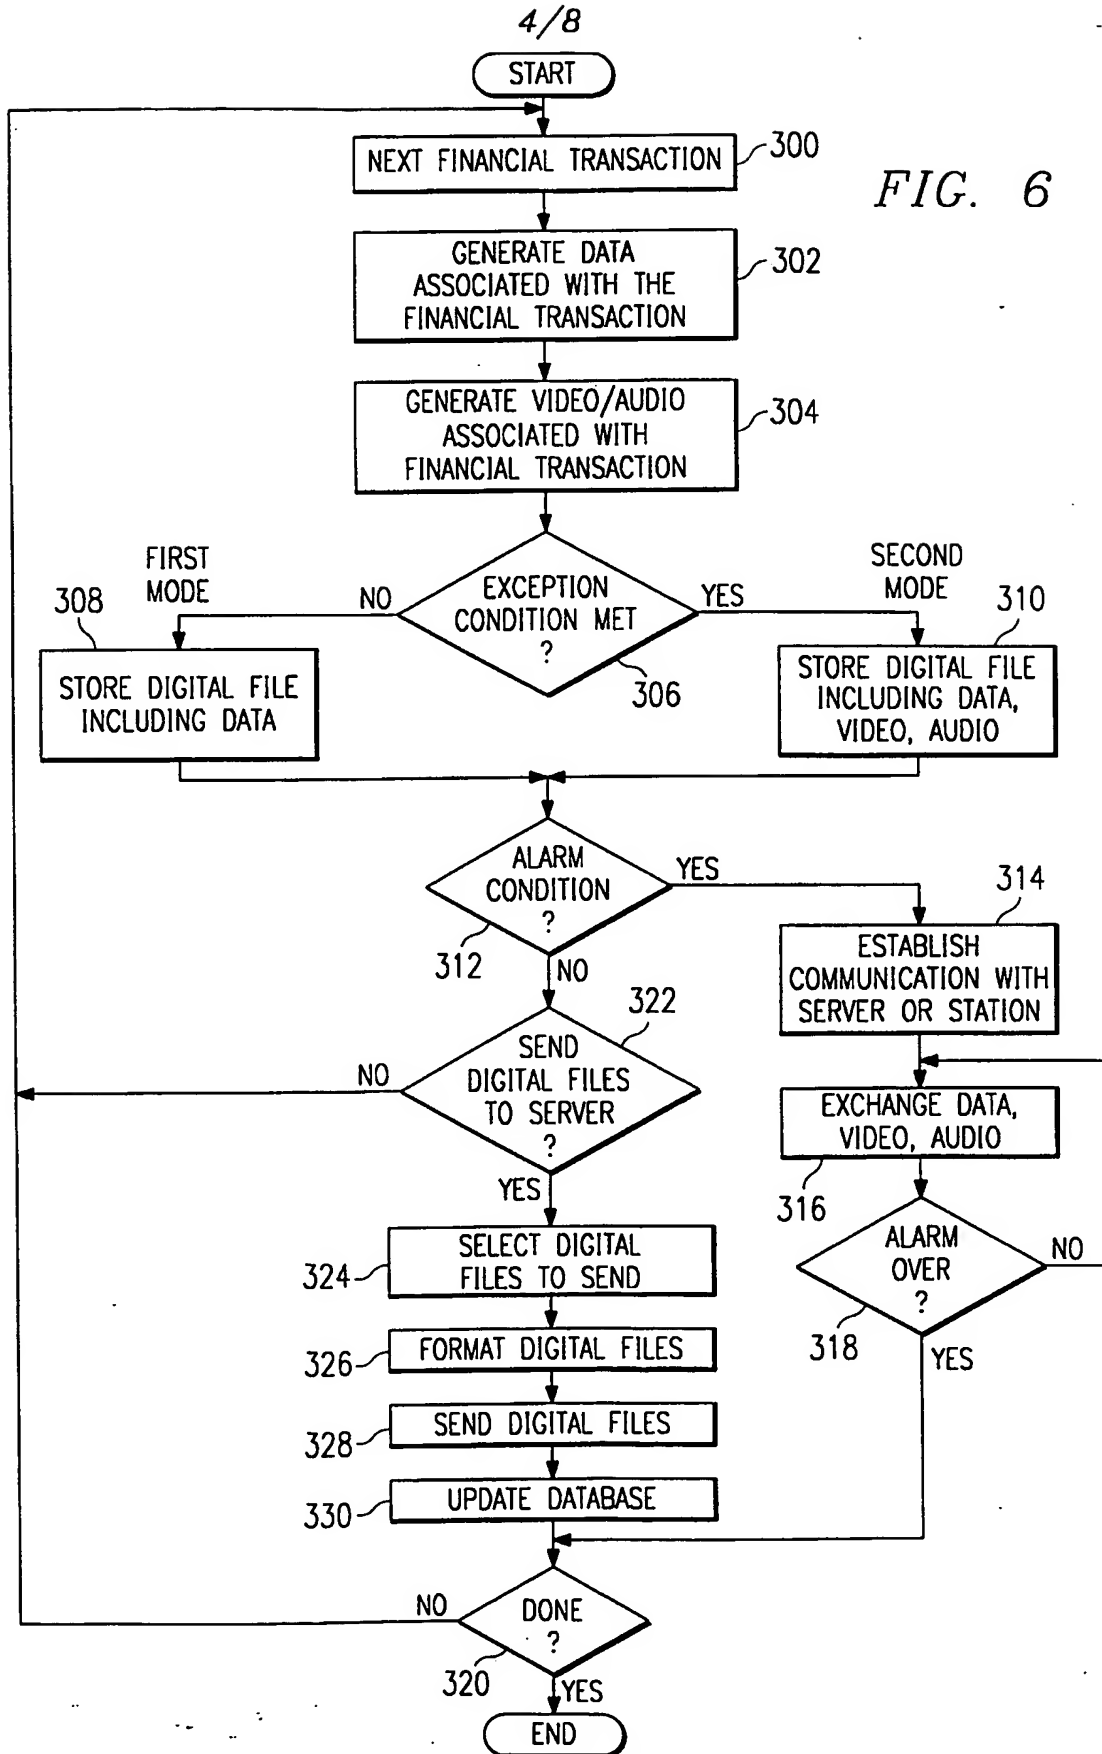 4/8
START
NEXT FINANCIAL TRANSACTION
300
FIG. 6
GENERATE DATA
ASSOCIATED WITH THE
FINANCIAL TRANSACTION
302
GENERATE VIDEO/AUDIO
ASSOCIATED WITH
FINANCIAL TRANSACTION
304
FIRST
MODE
NO
EXCEPTION
CONDITION MET
?
306
YES
SECOND
MODE
308
STORE DIGITAL FILE
INCLUDING DATA
310
STORE DIGITAL FILE
INCLUDING DATA,
VIDEO, AUDIO
ALARM
CONDITION
?
312
YES
NO
314
ESTABLISH
COMMUNICATION WITH
SERVER OR STATION
322
SEND
DIGITAL FILES
TO SERVER
?
NO
YES
EXCHANGE DATA,
VIDEO, AUDIO
316
ALARM
OVER
?
318
NO
YES
324
SELECT DIGITAL
FILES TO SEND
326
FORMAT DIGITAL FILES
328
SEND DIGITAL FILES
330
UPDATE DATABASE
NO
DONE
?
320
YES
END